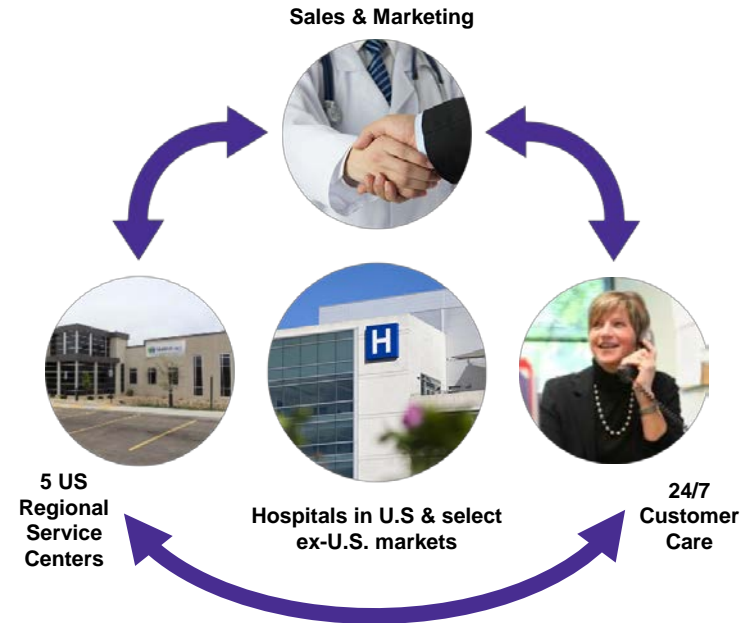 Sales & Marketing
H
5 US
Regional
Service
Centers
Hospitals in U.S & select
ex-U.S. markets
24/7
Customer
Care